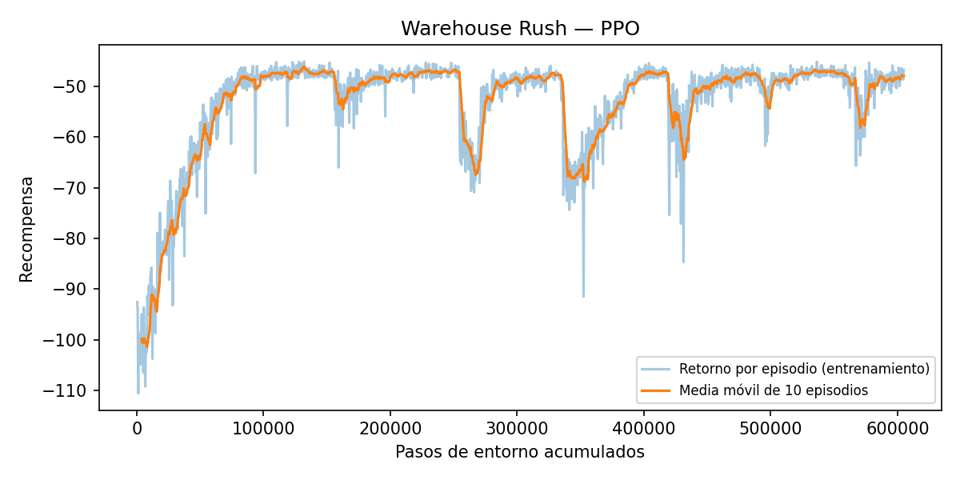 Warehouse Rush — PPO
Recompensa
−50
−60
−70
−80
−90
−100
−110
Retorno por episodio (entrenamiento)
Media móvil de 10 episodios
0 100000 200000 300000 400000 500000 600000
Pasos de entorno acumulados